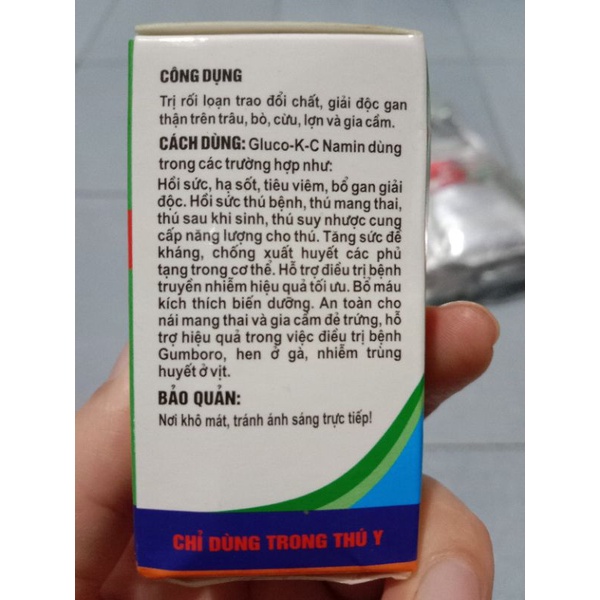 CÔNG DỤNG
Trị rối loạn trao đổi chất, giải độc gan
thận trên trâu, bò, cừu, lợn và gia cầm.
CÁCH DÙNG: Gluco-K-C Namin dùng
trong các trường hợp như:
Hồi sức, hạ sốt, tiêu viêm, bổ gan giải
độc. Hồi sức thú bệnh, thú mang thai,
thú sau khi sinh, thú suy nhược cung
cấp năng lượng cho thú. Tăng sức đề
kháng, chống xuất huyết các phủ
tạng trong cơ thể. Hỗ trợ điều trị bệnh
truyền nhiễm hiệu quả tối ưu. Bổ máu
kích thích biến dưỡng. An toàn cho
nái mang thai và gia cầm đẻ trứng, hỗ
trợ hiệu quả trong việc điều trị bệnh
Gumboro, hen ở gà, nhiễm trùng
huyết ở vịt.
BẢO QUẢN:
Nơi khô mát, tránh ánh sáng trực tiếp!
CHỈ DÙNG TRONG THÚ Y